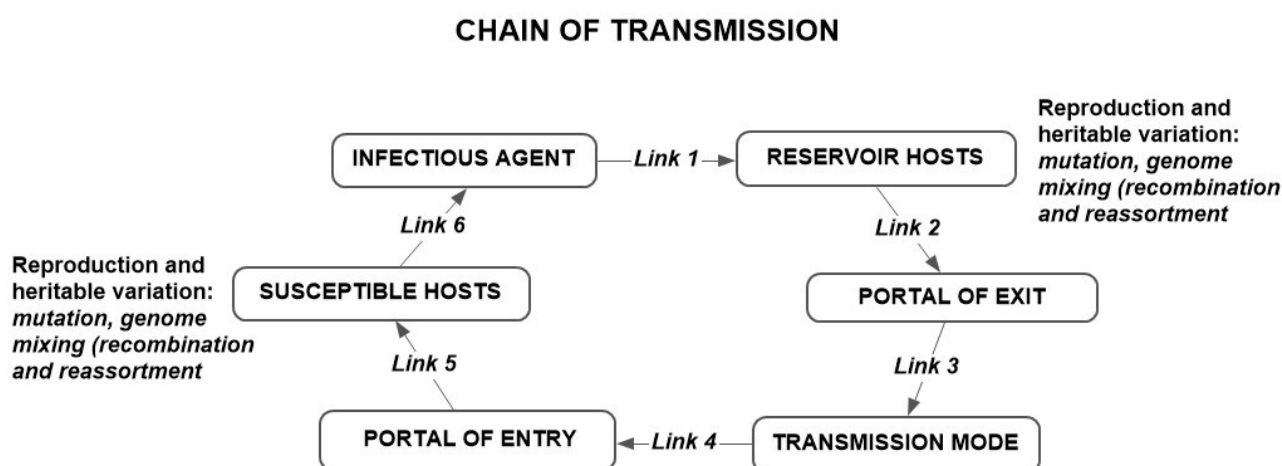 CHAIN OF TRANSMISSION
Reproduction and
heritable variation:
mutation, genome
mixing (recombination
and reassortment
INFECTIOUS AGENT
Link 1
RESERVOIR HOSTS
Link 6
Link 2
Reproduction and
heritable variation:
mutation, genome
mixing (recombination
and reassortment
SUSCEPTIBLE HOSTS
PORTAL OF EXIT
Link 5
Link 3
PORTAL OF ENTRY
Link 4
TRANSMISSION MODE